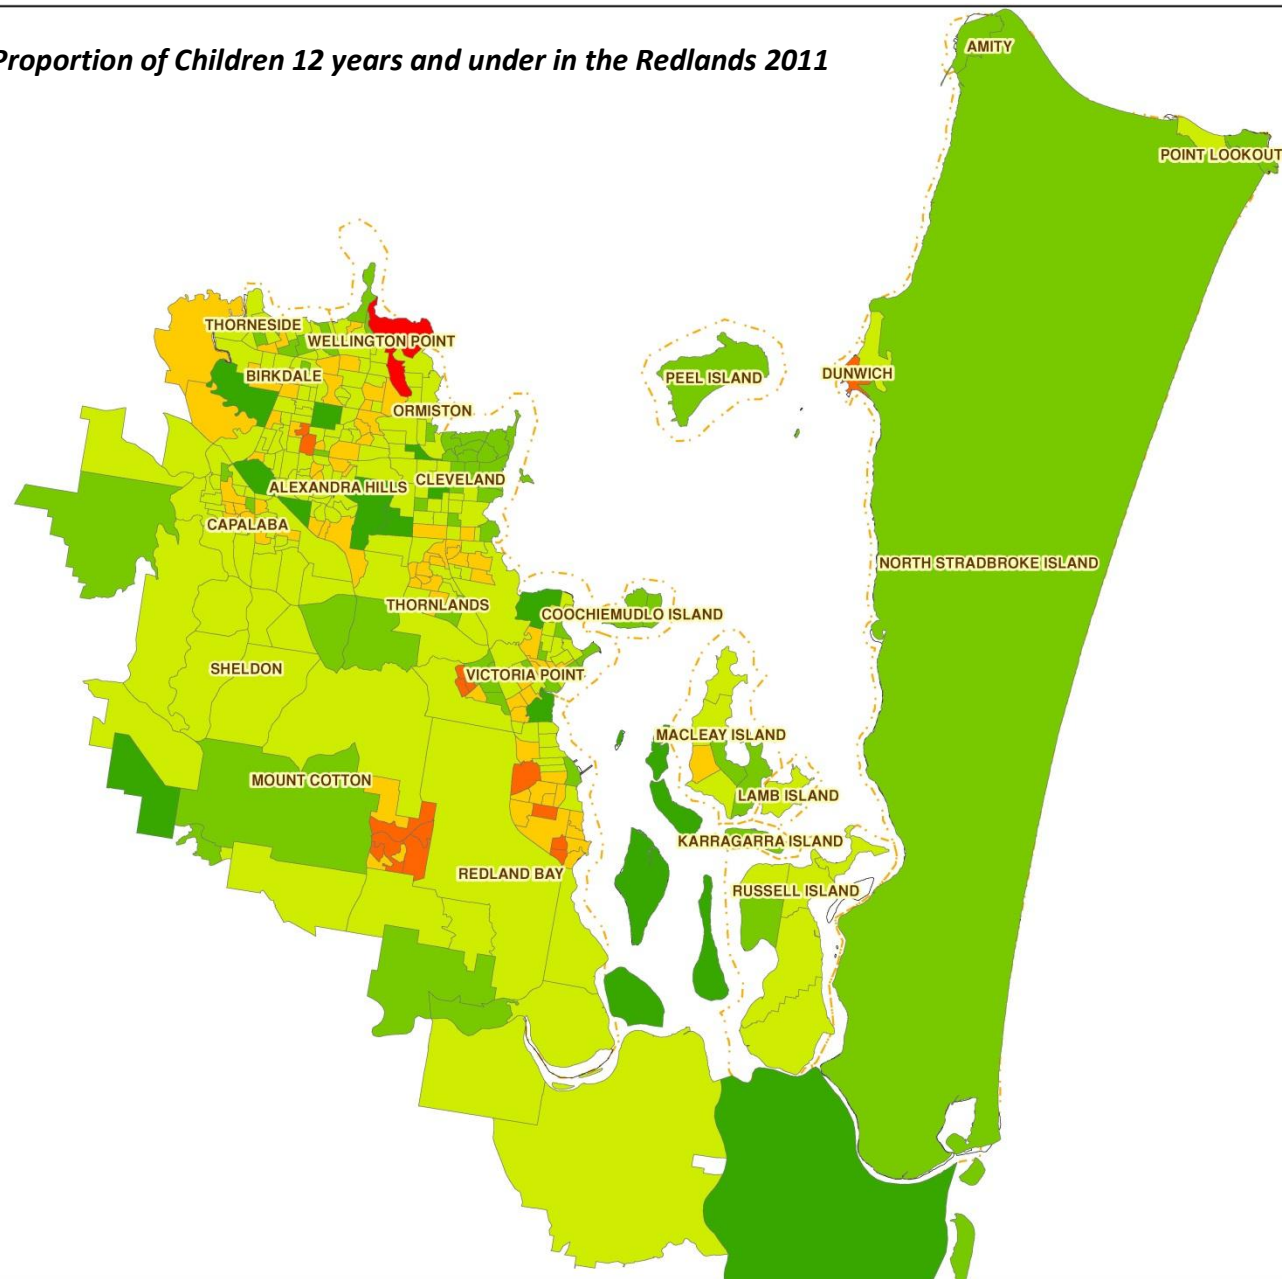 Proportion of Children 12 years and under in the Redlands 2011
AMITY
POINT LOOKOUT
THORNESIDE
WELLINGTON POINT
BIRKDALE
PEEL ISLAND
DUNWICH
ORMISTON
ALEXANDRA HILLS
CLEVELAND
CAPALABA
NORTH STRADBROKE ISLAND
THORNLANDS
COOCHIEMUDLO ISLAND
SHELDON
VICTORIA POINT
MACLEAY ISLAND
MOUNT COTTON
LAMB ISLAND
KARRAGARRA ISLAND
REDLAND BAY
RUSSELL ISLAND